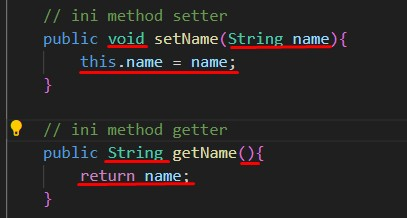 // ini method setter
public void setName(String name){
this.name = name;
}
// ini method getter
public String getName(){
return name;
}